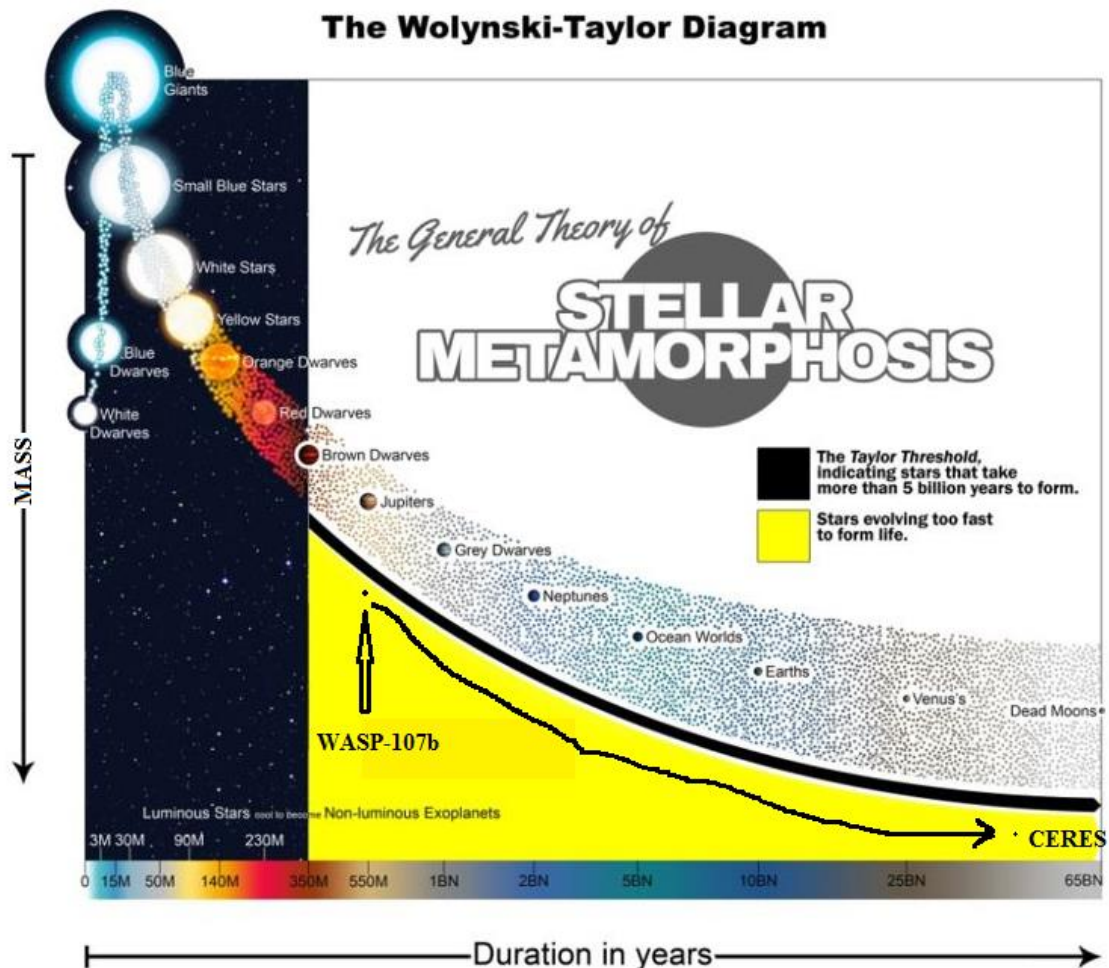 The Wolynski-Taylor Diagram
Blue
Giants
Small Blue Stars
White Stars
Yellow Stars
Blue
Dwarves
Orange Dwarves
White
Dwarves
Red Dwarves
Brown Dwarves
Jupiters
Grey Dwarves
Neptunes
Ocean Worlds
Earths
Venus's
Dead Moons
MASS
The General Theory of
STELLAR
METAMORPHOSIS
The Taylor Threshold,
indicating stars that take
more than 5 billion years to form.
Stars evolving too fast
to form life.
WASP-107b
CERES
Luminous Stars cool to become Non-luminous Exoplanets
3M 30M 90M 230M
0 15M 50M 140M 350M 550M 1BN 2BN 5BN 10BN 25BN 65BN
Duration in years